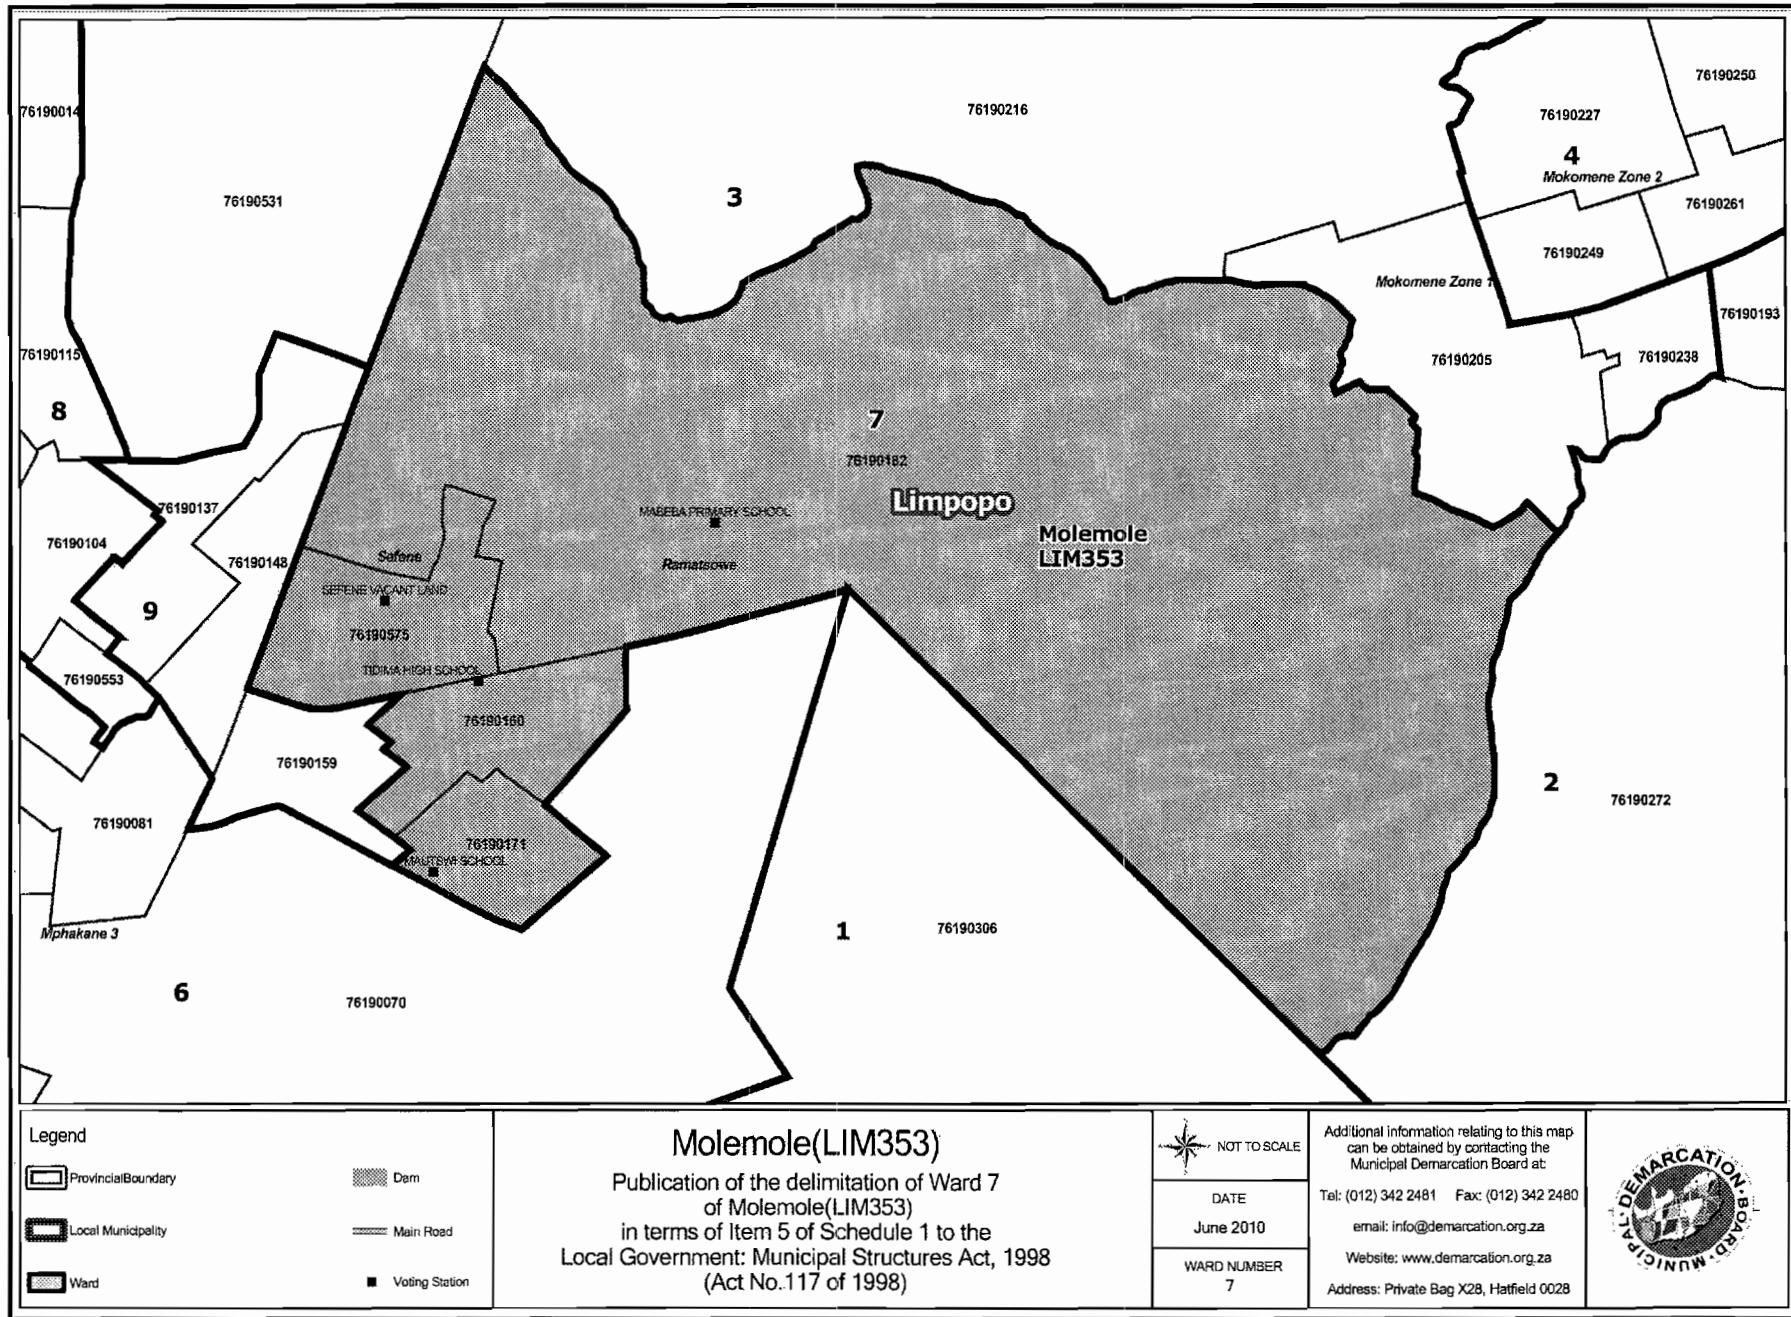 76190014
76190531
76190216
76190250
76190227
4
Mokomene Zone 2
76190261
3
76190249
Mokomene Zone 1
76190193
76190115
76190205
76190238
8
7
76190182
76190137
Limpopo
MABEBA PRIMARY SCHOOL
Molemole
LIM353
76190104
76190148
Sefene
Ramatsowe
SEFENE VACANT LAND
9
76190575
TIDIMA HIGH SCHOOL
76190553
76190160
76190159
2
76190272
76190081
76190171
MAUTSWI SCHOOL
Mphakane 3
1
76190306
6
76190070
Legend
ProvincialBoundary
Dam
Local Municipality
Main Road
Ward
Voting Station
Molemole(LIM353)
Publication of the delimitation of Ward 7
of Molemole(LIM353)
in terms of Item 5 of Schedule 1 to the
Local Government: Municipal Structures Act, 1998
(Act No.117 of 1998)
NOT TO SCALE
DATE
June 2010
WARD NUMBER
7
Additional information relating to this map
can be obtained by contacting the
Municipal Demarcation Board at:
Tel: (012) 342 2481 Fax: (012) 342 2480
email: info@demarcation.org.za
Website: www.demarcation.org.za
Address: Private Bag X28, Hatfield 0028
MUNICIPAL DEMARCATION BOARD